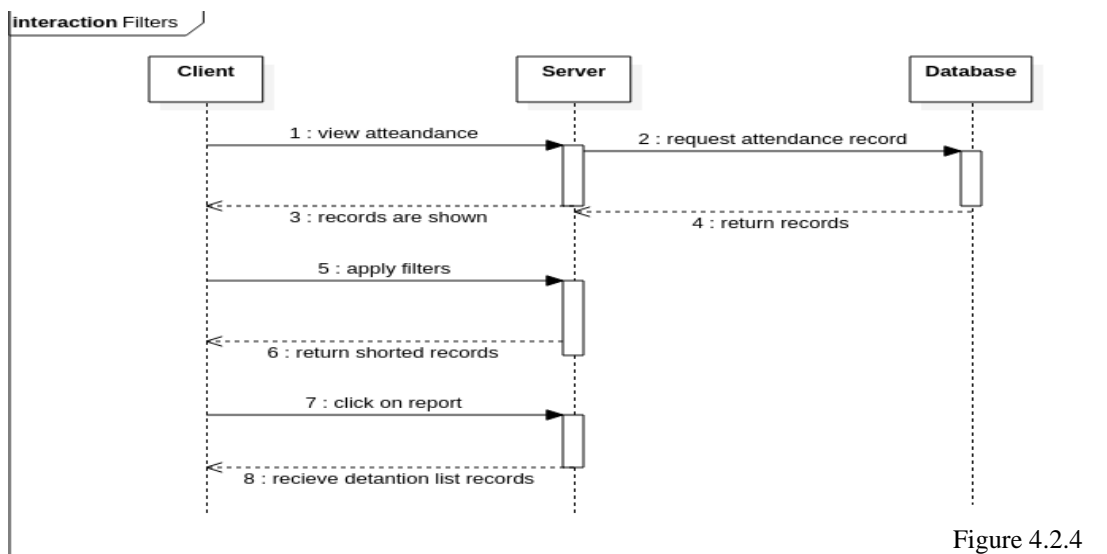 interaction Filters
Client
Server
Database
1 : view atteandance
2 : request attendance record
3 : records are shown
4 : return records
5 : apply filters
6 : return shorted records
7 : click on report
8 : recieve detantion list records
Figure 4.2.4